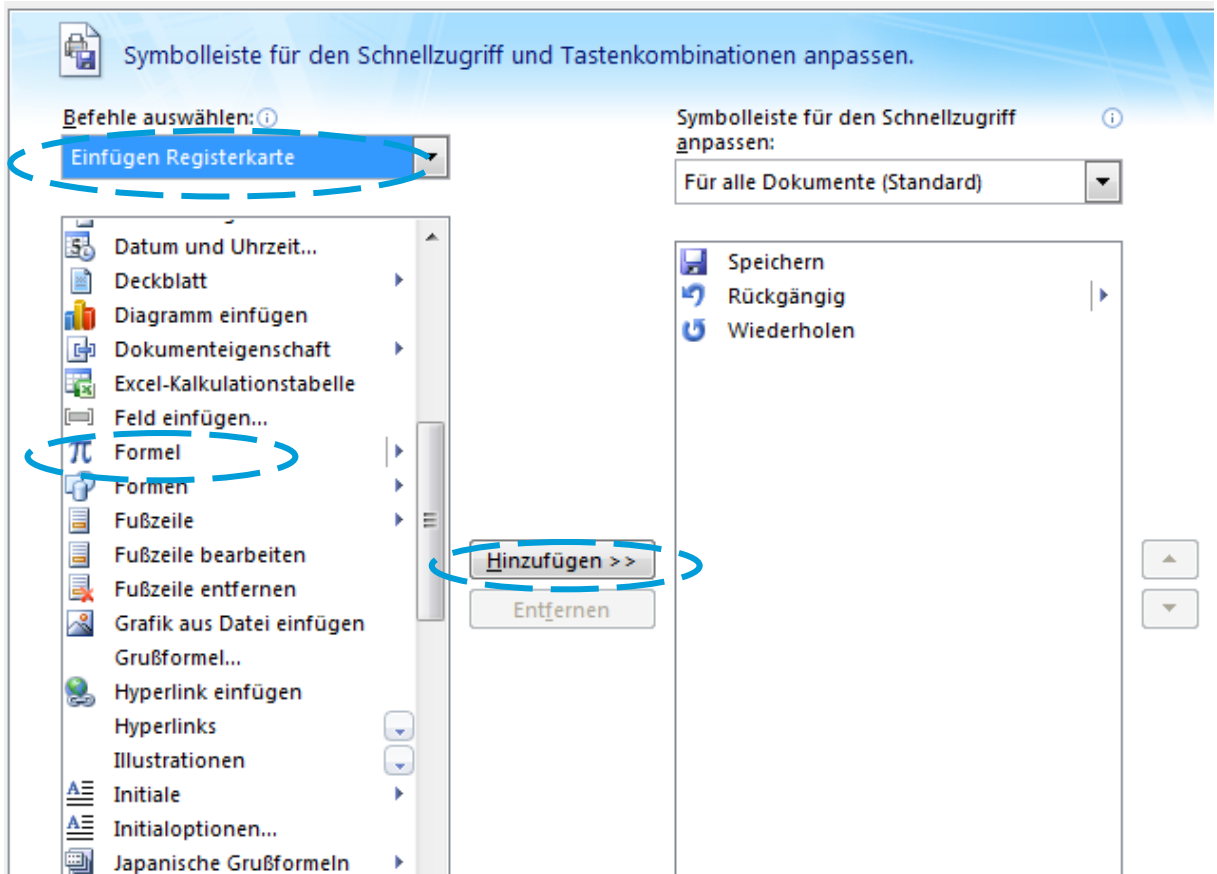 Symbolleiste für den Schnellzugriff und Tastenkombinationen anpassen.
Befehle auswählen:
Einfügen Registerkarte
Datum und Uhrzeit...
Deckblatt
Diagramm einfügen
Dokumenteigenschaft
Excel-Kalkulationstabelle
Feld einfügen...
Formel
Formen
Fußzeile
Fußzeile bearbeiten
Fußzeile entfernen
Grafik aus Datei einfügen
Grußformel...
Hyperlink einfügen
Hyperlinks
Illustrationen
Initiale
Initialoptionen...
Japanische Grußformeln
Hinzufügen >>
Entfernen
Symbolleiste für den Schnellzugriff
anpassen:
Für alle Dokumente (Standard)
Speichern
Rückgängig
Wiederholen